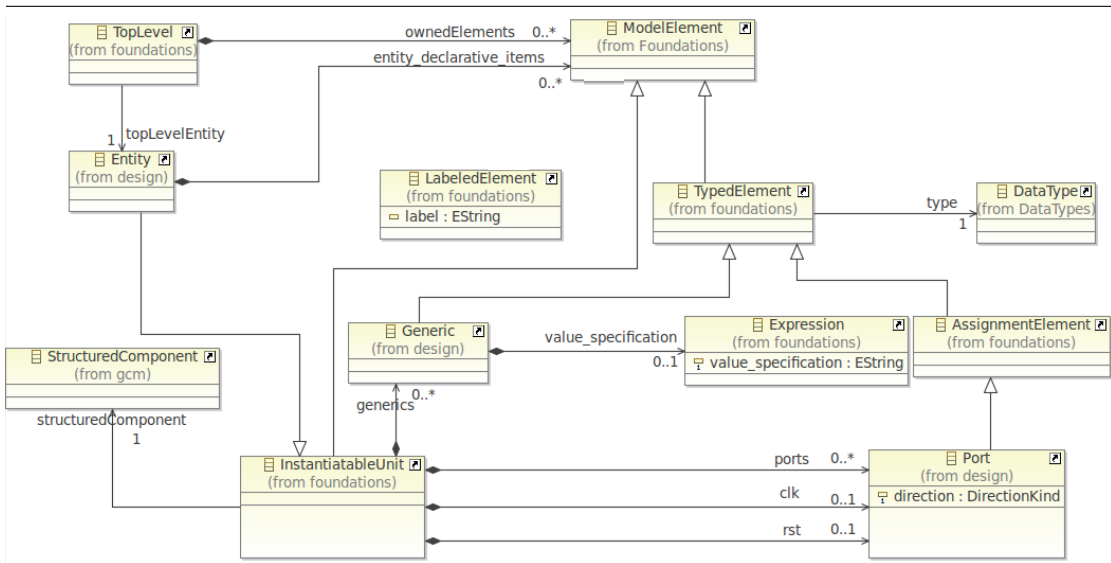 TopLevel
(from foundations)
ownedElements 0..*
ModelElement
(from Foundations)
entity_declarative_items
0..*
1 topLevelEntity
Entity
(from design)
LabeledElement
(from foundations)
label : EString
TypedElement
(from foundations)
type
1
DataType
(from DataTypes)
Generic
(from design)
value_specification
0..1
Expression
(from foundations)
value_specification : EString
AssignmentElement
(from foundations)
StructuredComponent
(from gcm)
structuredComponent
1
0..*
generics
InstantiatableUnit
(from foundations)
ports 0..*
clk
0..1
rst 0..1
Port
(from design)
direction : DirectionKind